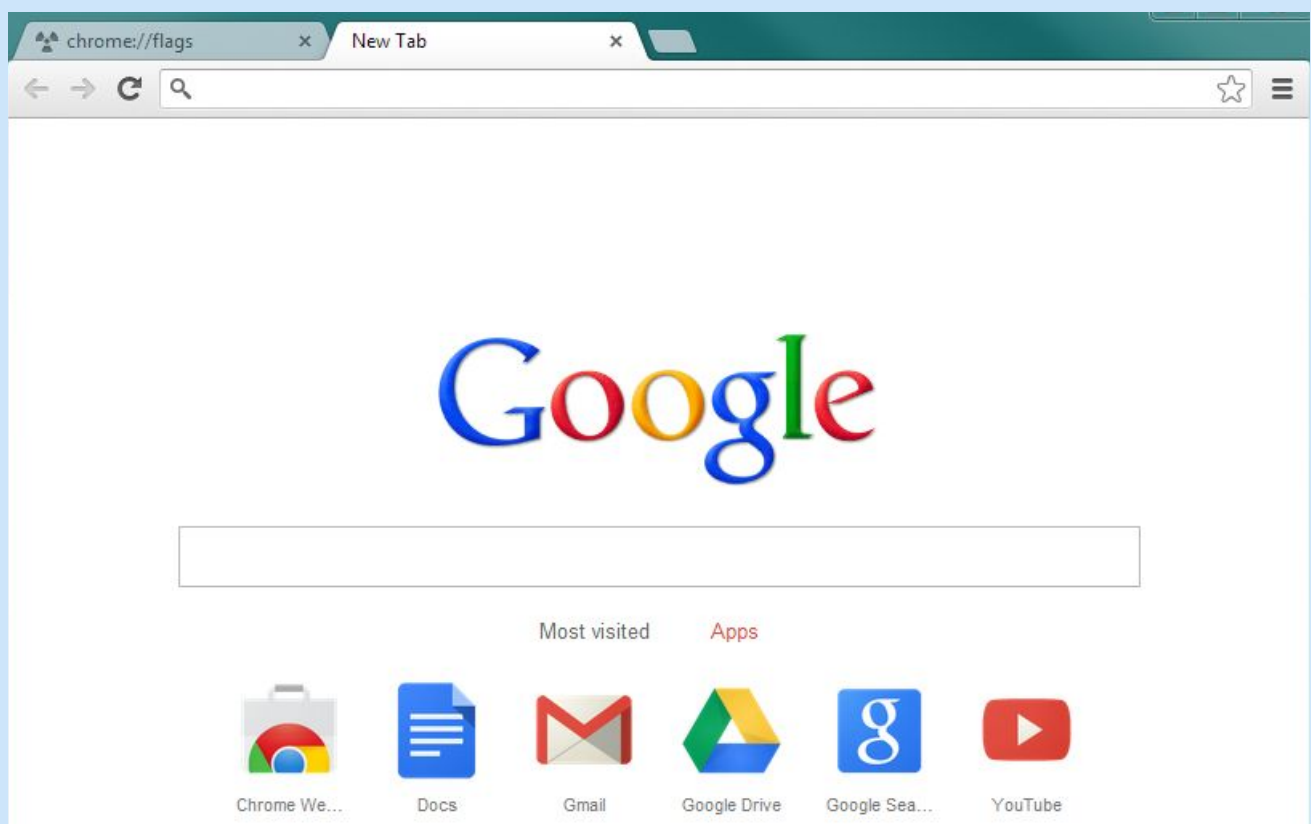 chrome://flags New Tab
Google
Most visited Apps
Chrome We... Docs Gmail Google Drive Google Sea... YouTube